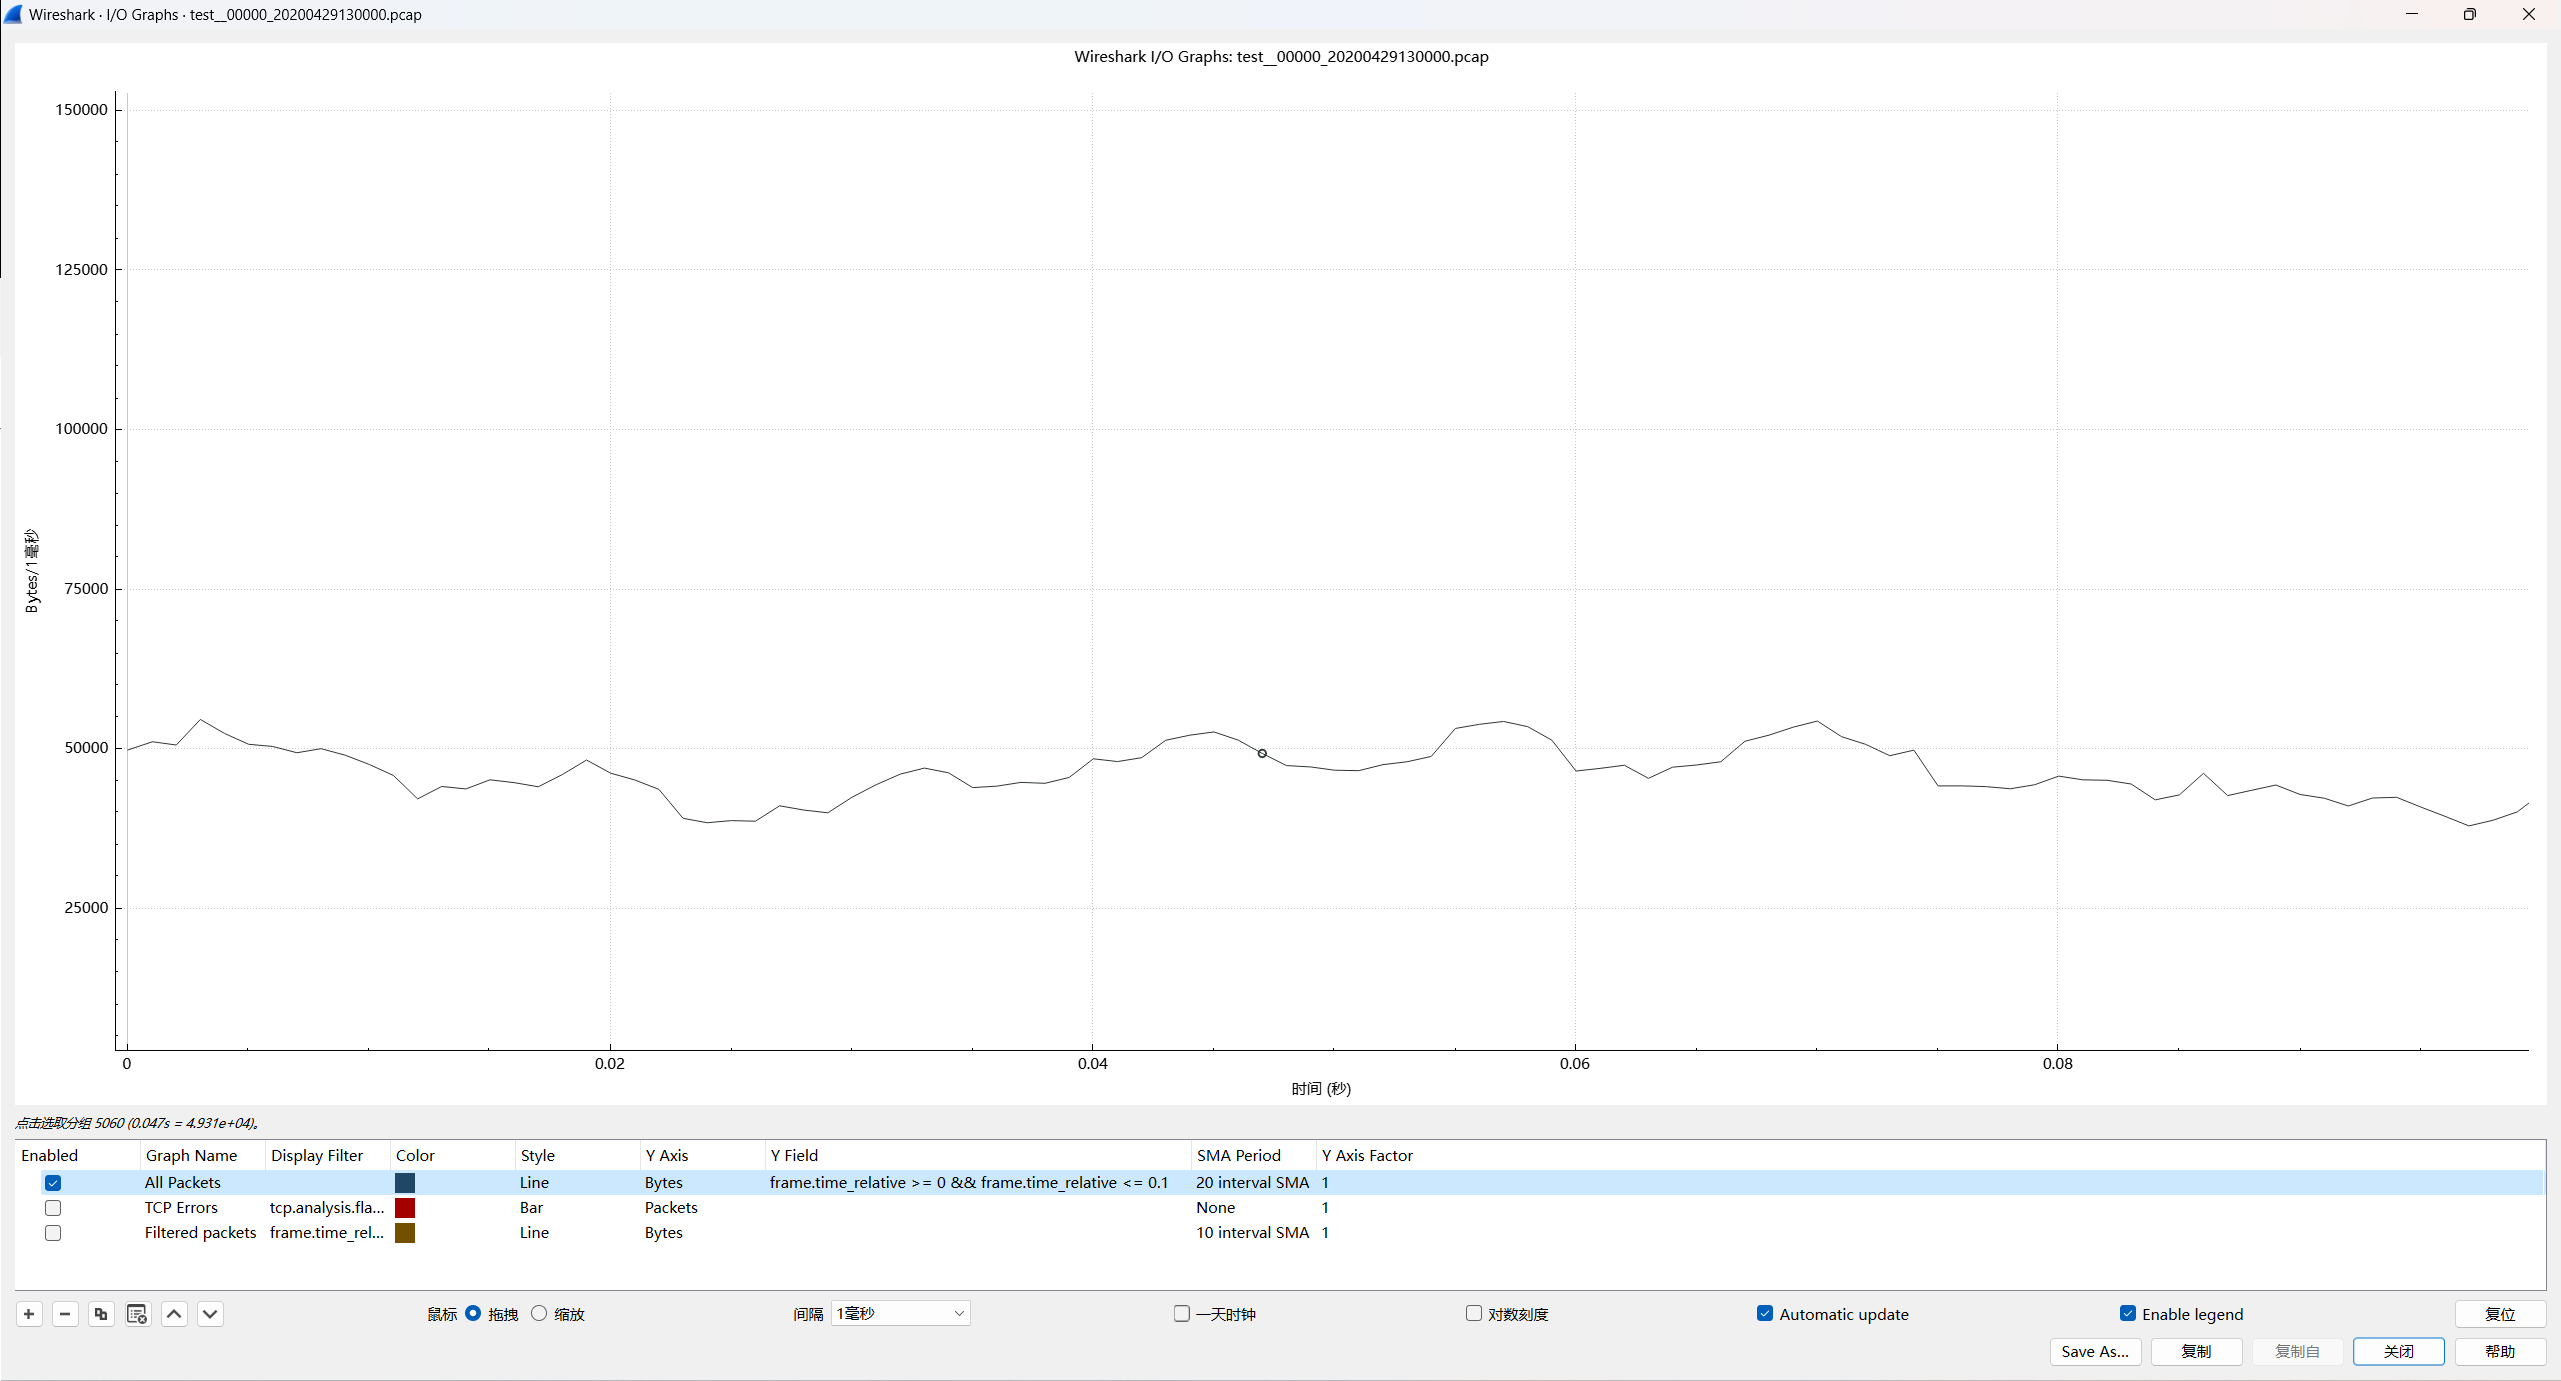 Wireshark · I/O Graphs · test__00000_20200429130000.pcap
Wireshark I/O Graphs: test__00000_20200429130000.pcap
150000
125000
100000
75000
50000
25000
Bytes/1毫秒
0 0.02 0.04 0.06 0.08
时间 (秒)
点击选取分组 5060 (0.047s = 4.931e+04)。
Enabled Graph Name Display Filter Color Style Y Axis Y Field SMA Period Y Axis Factor
All Packets Line Bytes frame.time_relative >= 0 && frame.time_relative <= 0.1 20 interval SMA 1
TCP Errors tcp.analysis.fla... Bar Packets None 1
Filtered packets frame.time_rel... Line Bytes 10 interval SMA 1
鼠标 拖拽 缩放 间隔 1毫秒 一天时钟 对数刻度 Automatic update Enable legend 复位
Save As... 复制 复制自 关闭 帮助